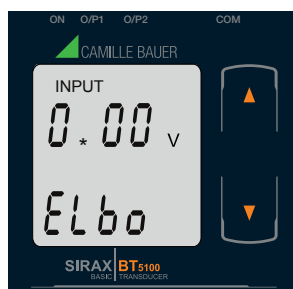 ON O/P1 O/P2 COM
CAMILLE BAUER
INPUT
0.00 V
*
ELbo
SIRAX BT5100
BASIC TRANSDUCER